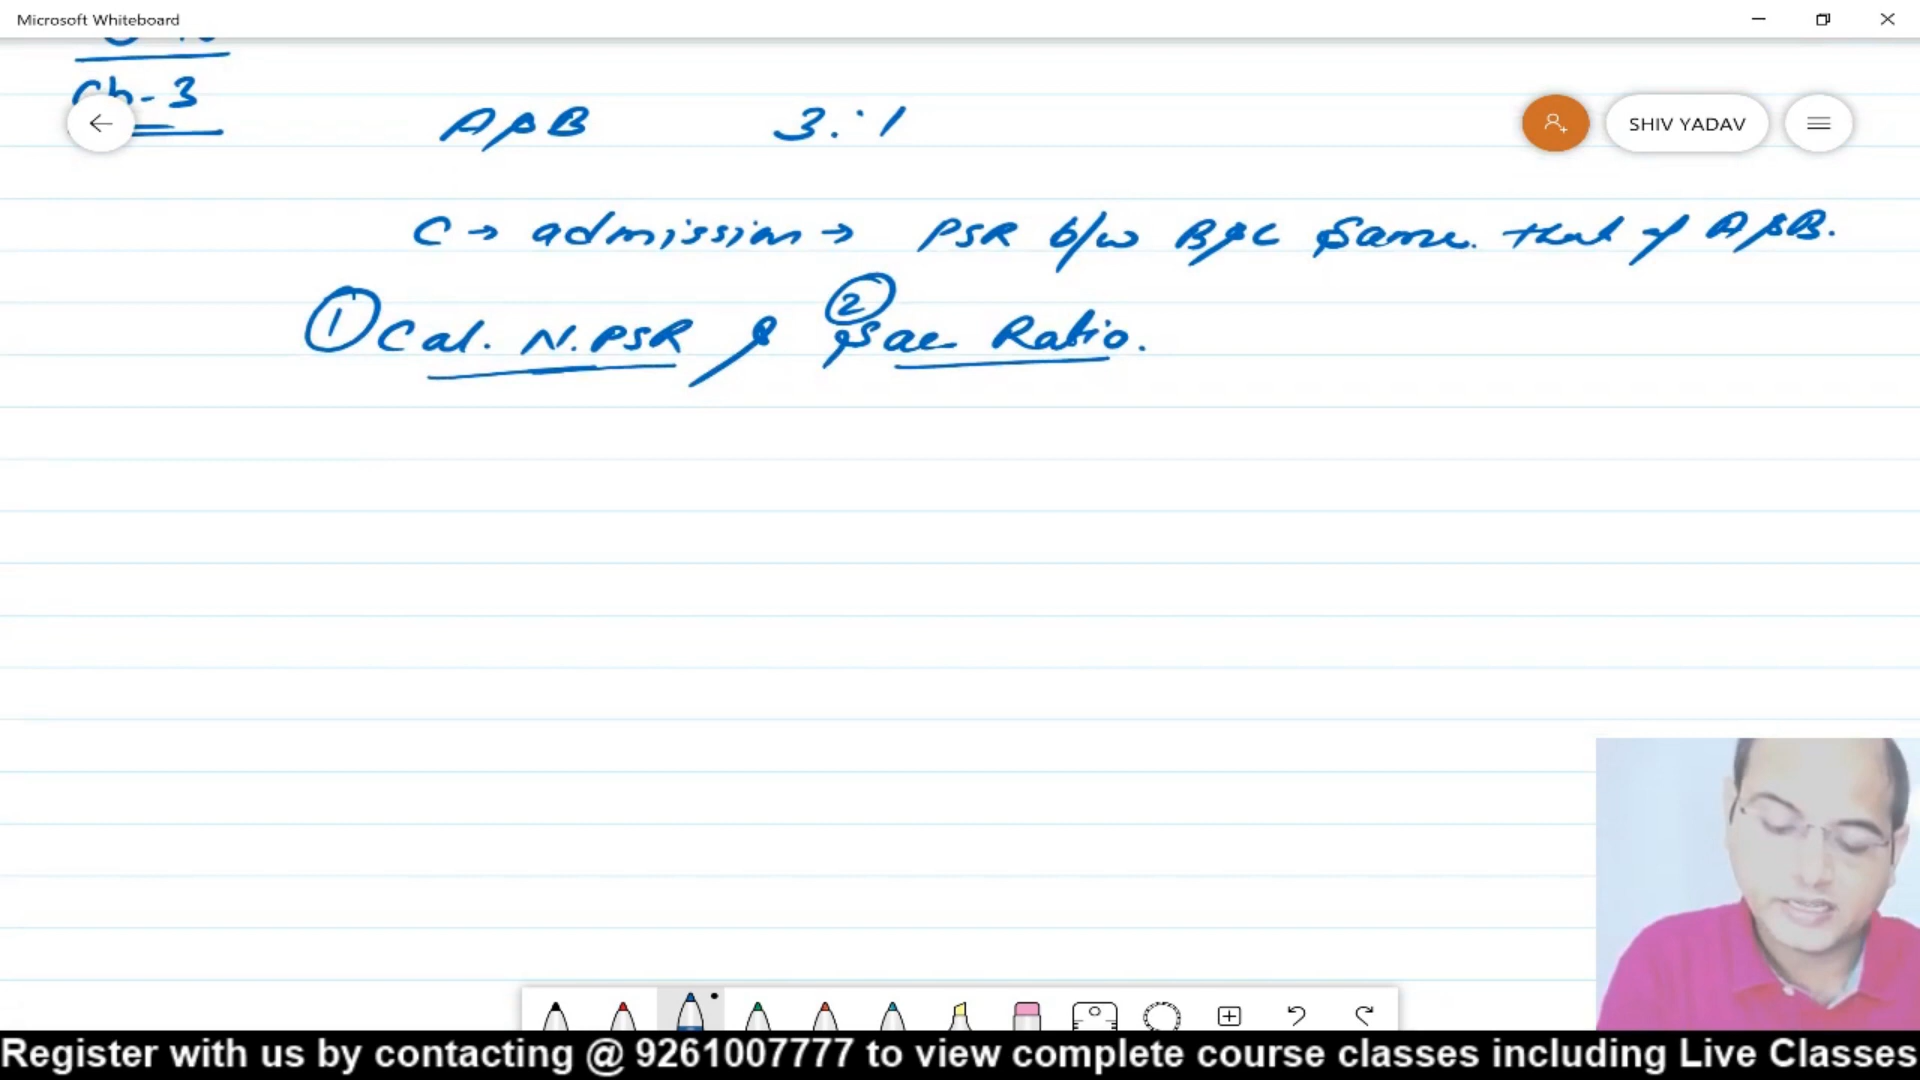 Microsoft Whiteboard
Ch-3
A & B 3:1
SHIV YADAV
C → admission → PSR b/w B & C Same that of A & B.
① Cal. N.PSR & ② Sac Ratio.
Register with us by contacting @ 9261007777 to view complete course classes including Live Classes